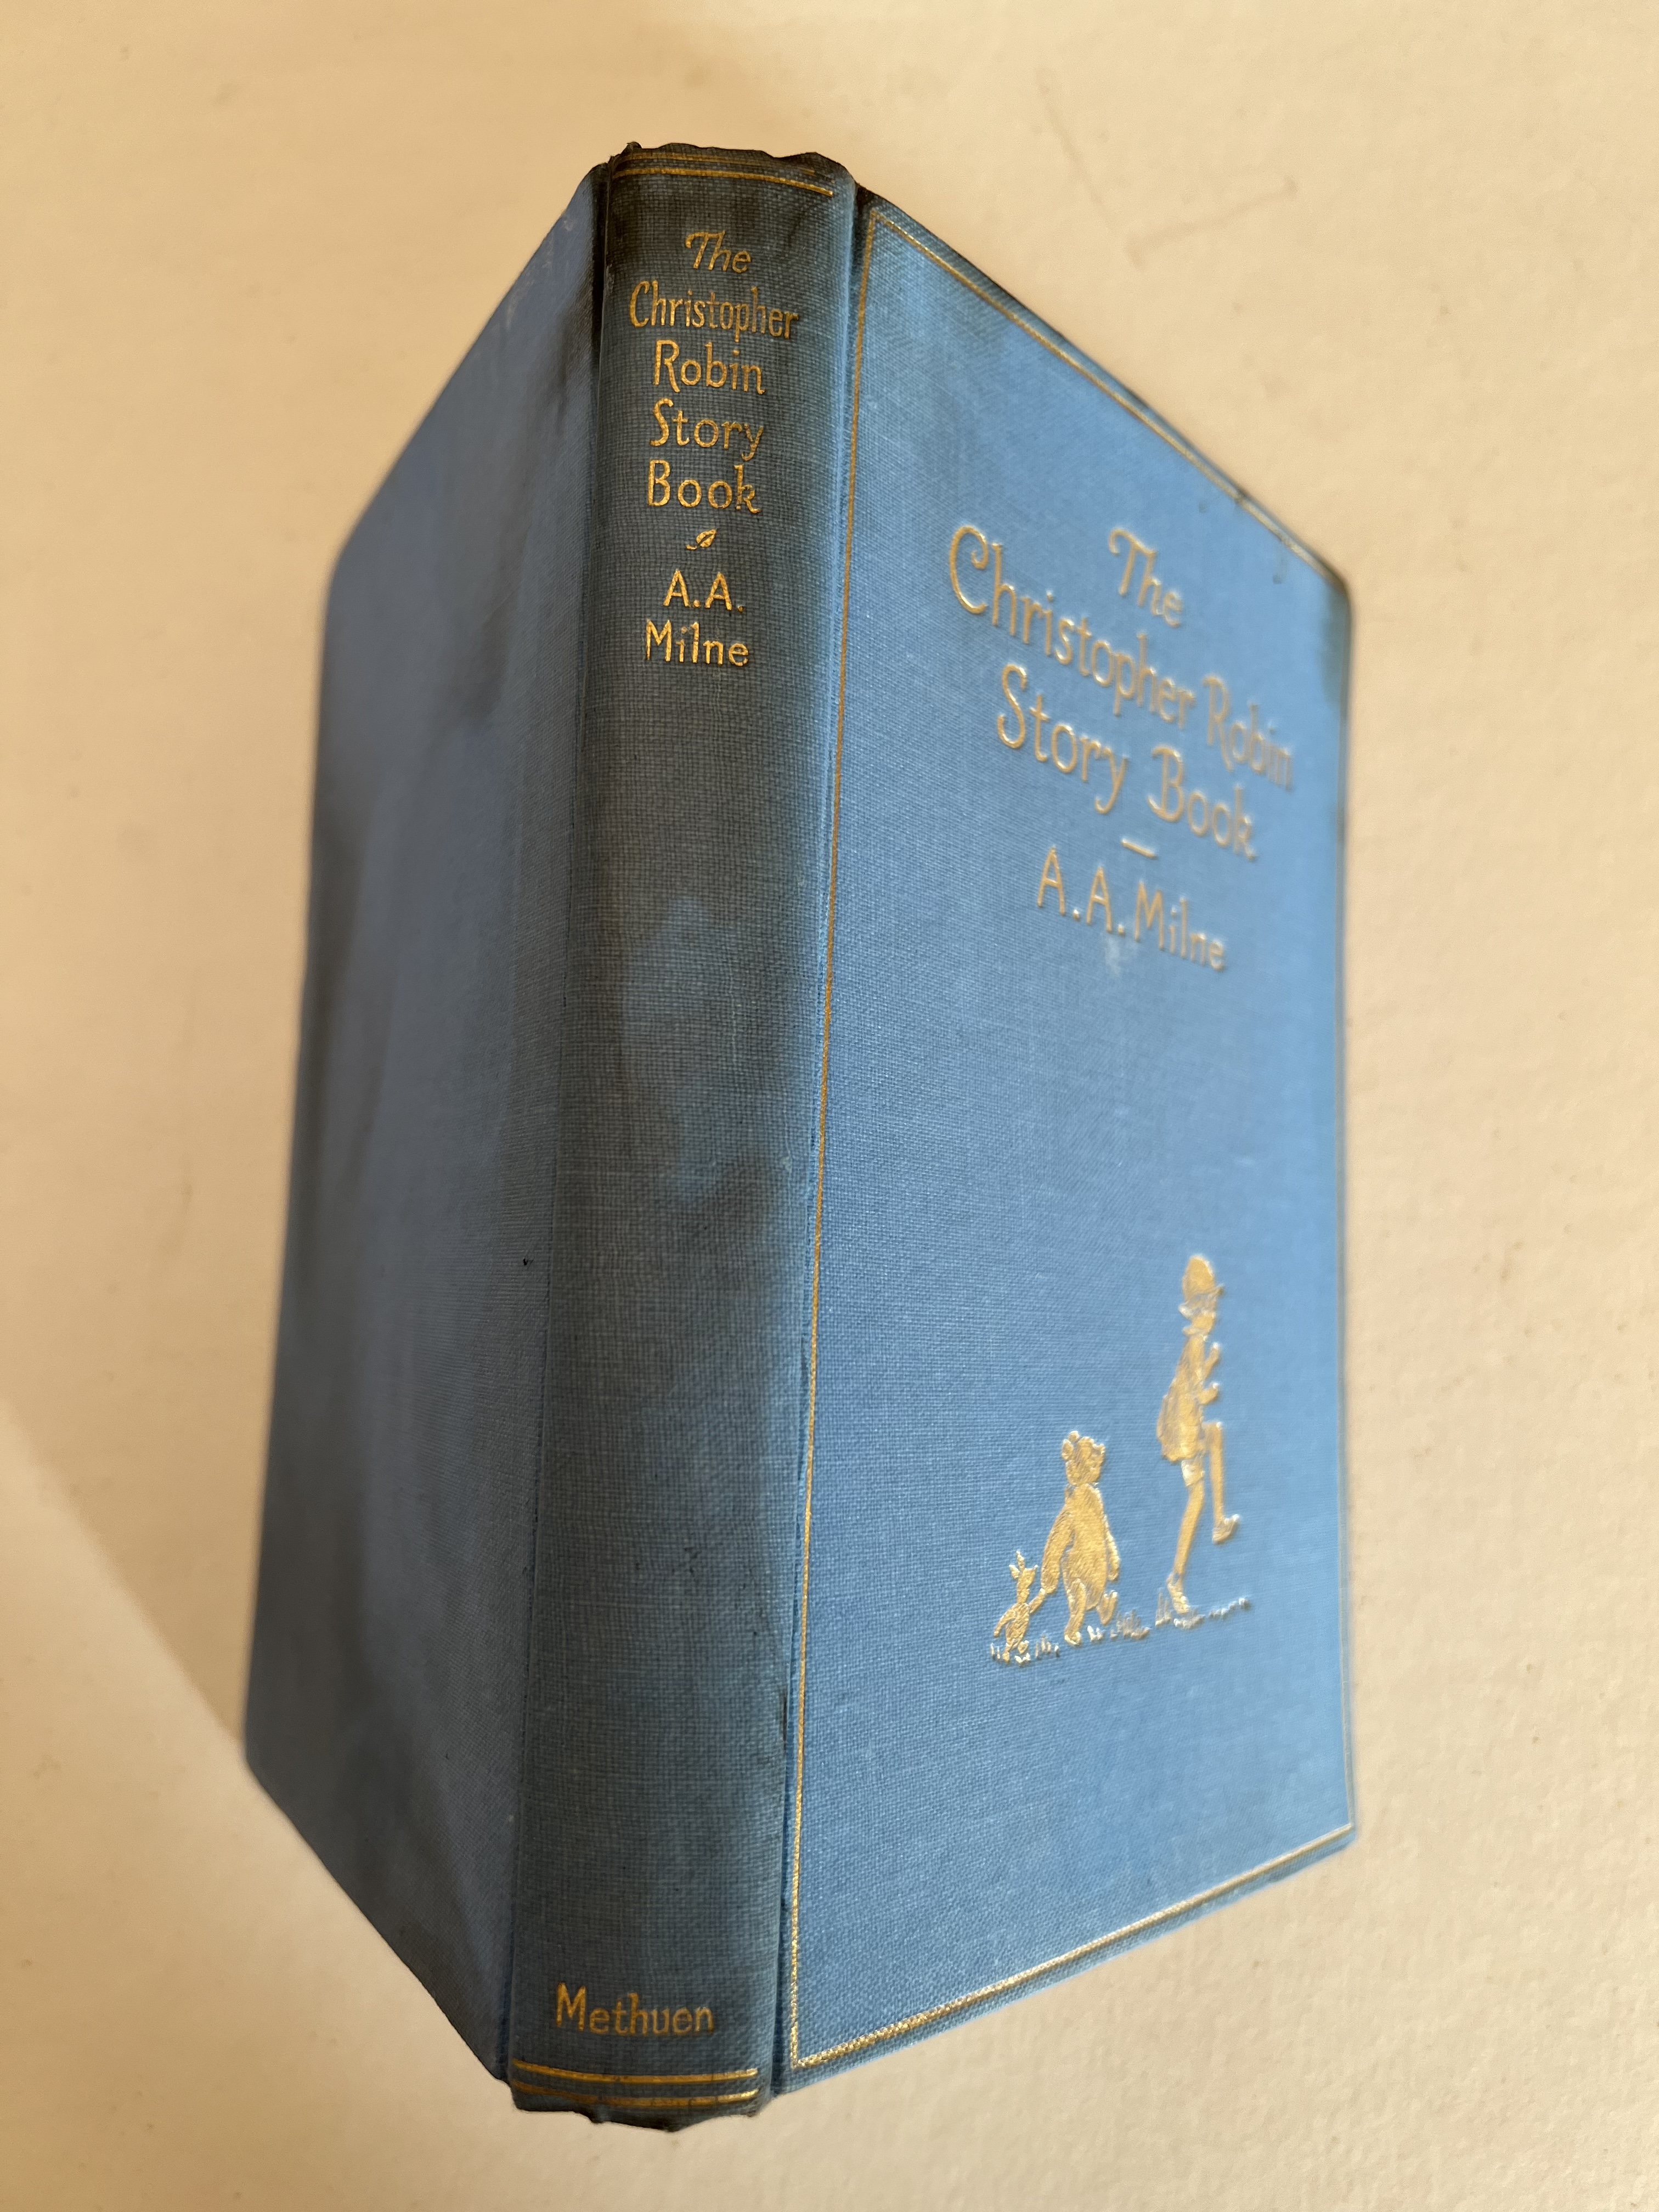 The
Christopher
Robin
Story
Book
A.A.
Milne
Methuen
The
Christopher Robin
Story Book
A.A. Milne